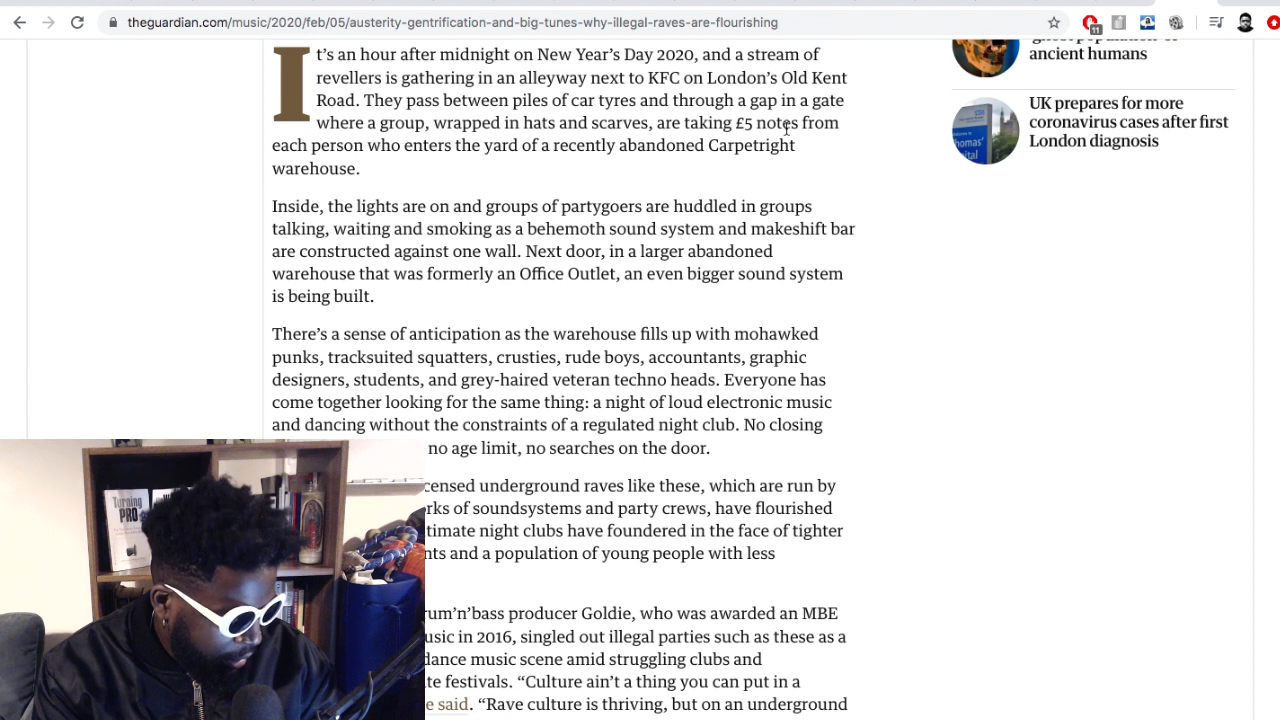 theguardian.com/music/2020/feb/05/austerity-gentrification-and-big-tunes-why-illegal-raves-are-flourishing
11
It's an hour after midnight on New Year's Day 2020, and a stream of
revellers is gathering in an alleyway next to KFC on London's Old Kent
Road. They pass between piles of car tyres and through a gap in a gate
where a group, wrapped in hats and scarves, are taking £5 notes from
each person who enters the yard of a recently abandoned Carpetright
warehouse.
Inside, the lights are on and groups of partygoers are huddled in groups
talking, waiting and smoking as a behemoth sound system and makeshift bar
are constructed against one wall. Next door, in a larger abandoned
warehouse that was formerly an Office Outlet, an even bigger sound system
is being built.
There's a sense of anticipation as the warehouse fills up with mohawked
punks, tracksuited squatters, crusties, rude boys, accountants, graphic
designers, students, and grey-haired veteran techno heads. Everyone has
come together looking for the same thing: a night of loud electronic music
and dancing without the constraints of a regulated night club. No closing
no age limit, no searches on the door.
censed underground raves like these, which are run by
rks of soundsystems and party crews, have flourished
timate night clubs have foundered in the face of tighter
nts and a population of young people with less
rum'n'bass producer Goldie, who was awarded an MBE
usic in 2016, singled out illegal parties such as these as a
dance music scene amid struggling clubs and
te festivals. “Culture ain't a thing you can put in a
e said. “Rave culture is thriving, but on an underground
ancient humans
UK prepares for more
coronavirus cases after first
London diagnosis
Turning
PRO